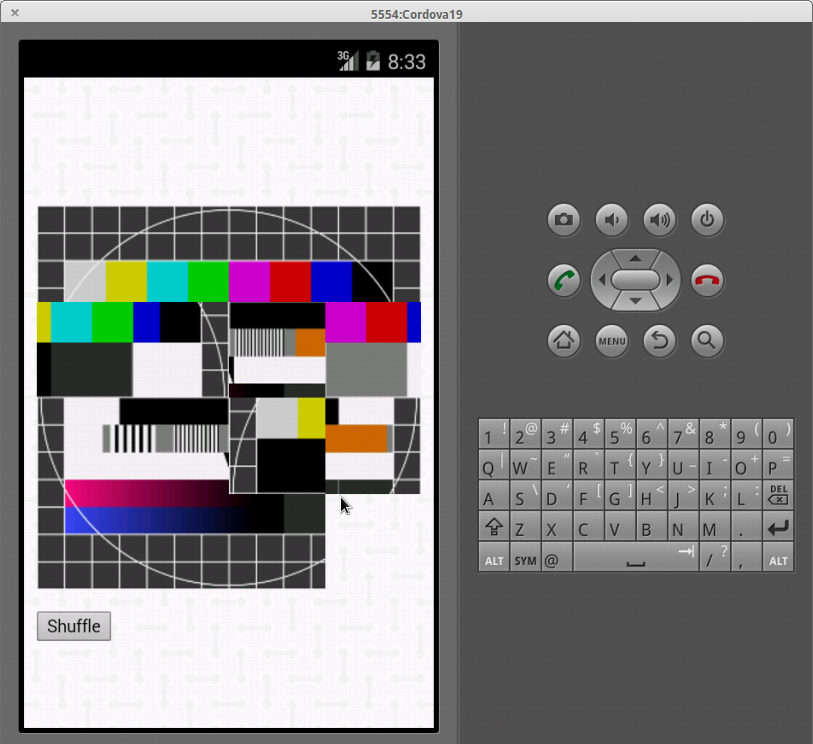 5554:Cordova19
3G 8:33
MENU
1 ! 2 @ 3 # 4 $ 5 % 6 ^ 7 & 8 * 9 ( 0 )
Q | W ~ E “ R ` T { Y } U _ I - O + P =
A S \ D ‘ F [ G ] H < J > K ; L : DEL
Z X C V B N M .
ALT SYM @ / ? , ALT
Shuffle